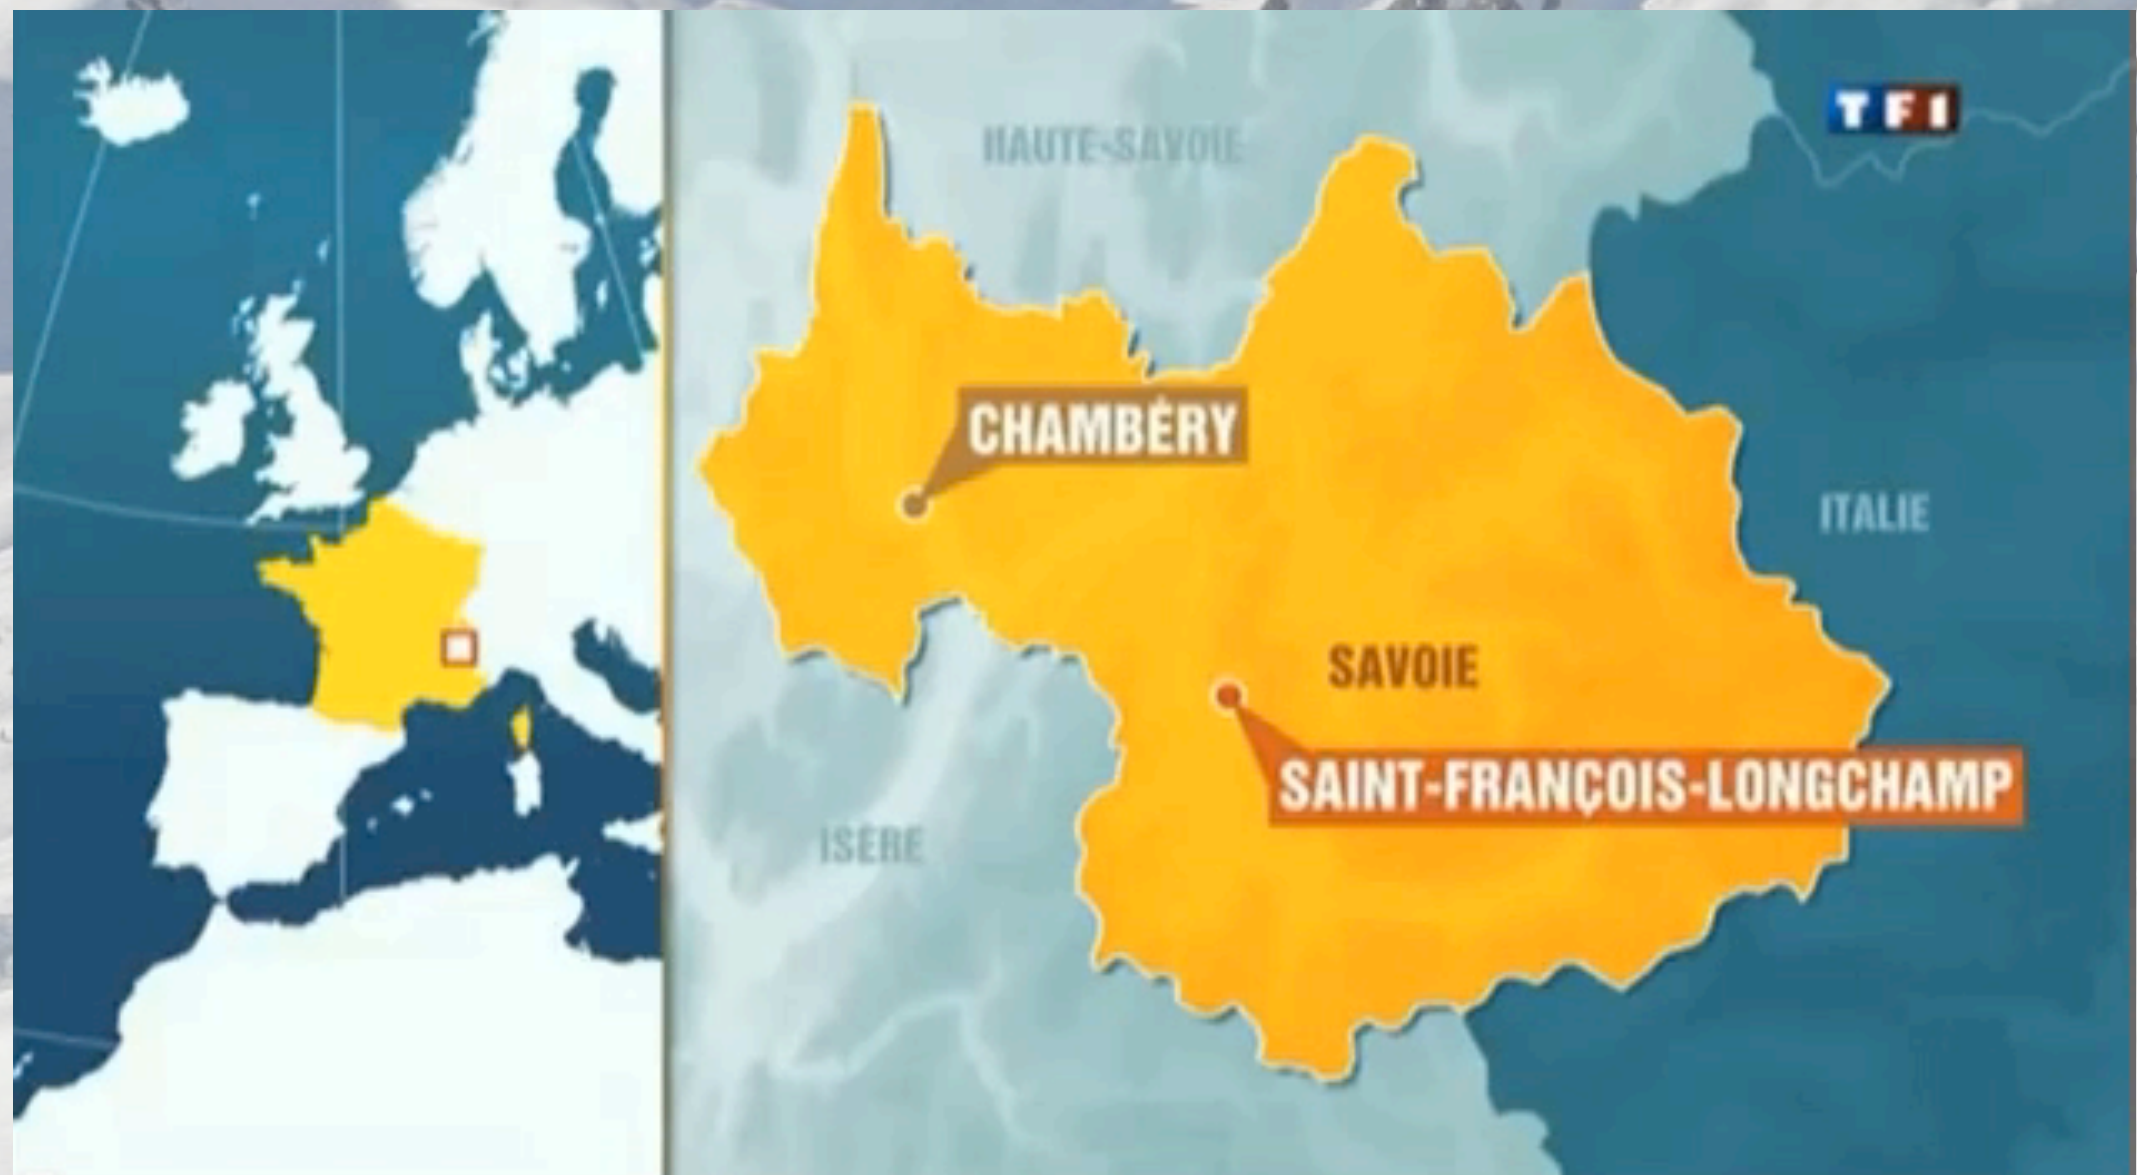 TF1
HAUTE-SAVOIE
CHAMBÉRY
ITALIE
SAVOIE
SAINT-FRANÇOIS-LONGCHAMP
ISÈRE